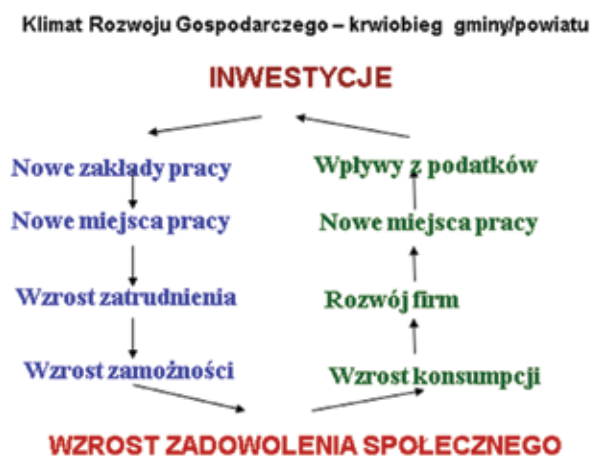 Klimat Rozwoju Gospodarczego – krwiobieg gminy/powiatu
INWESTYCJE
Nowe zakłady pracy
Nowe miejsca pracy
Wzrost zatrudnienia
Wzrost zamożności
Wpływy z podatków
Nowe miejsca pracy
Rozwój firm
Wzrost konsumpcji
WZROST ZADOWOLENIA SPOŁECZNEGO